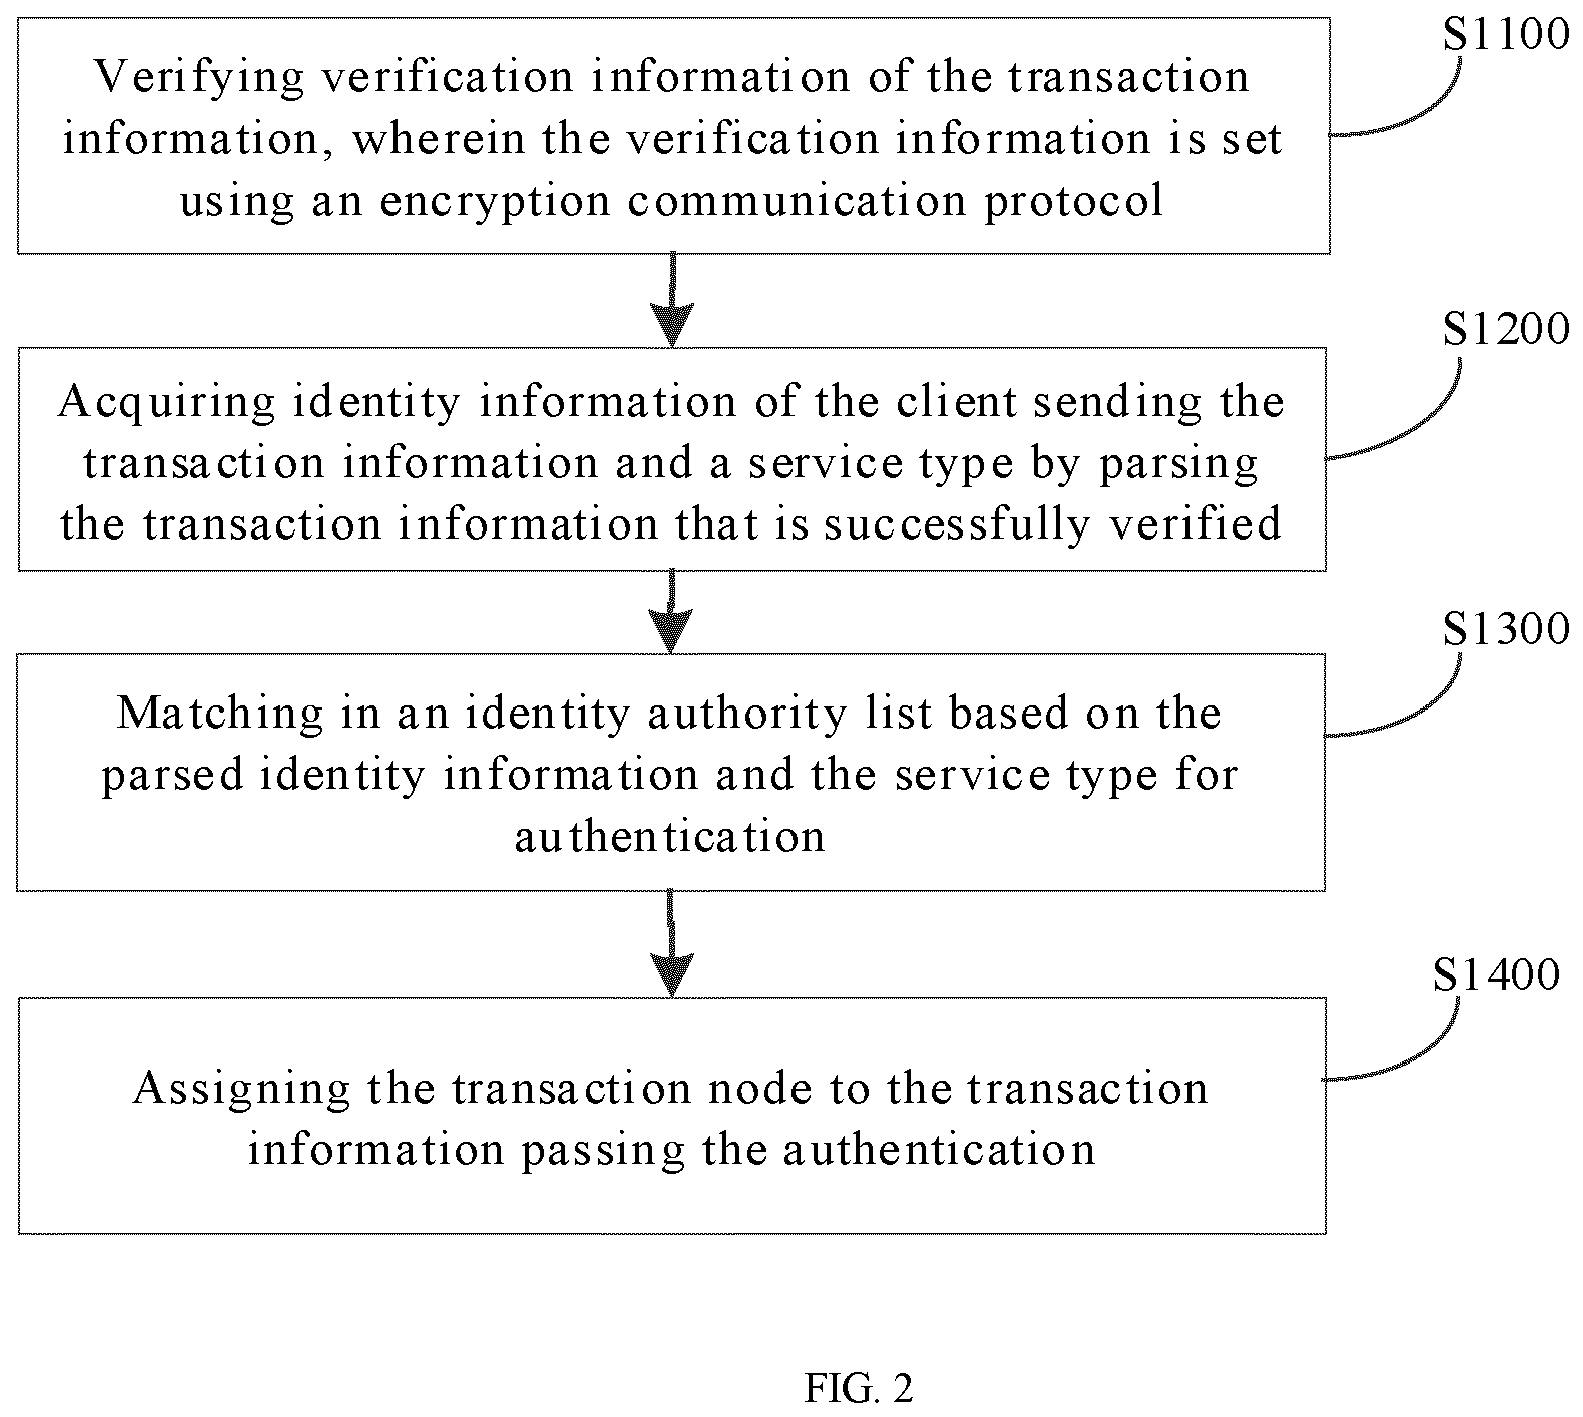 S1100
Verifying verification information of the transaction
information, wherein the verification information is set
using an encryption communication protocol
S1200
Acquiring identity information of the client sending the
transaction information and a service type by parsing
the transaction information that is successfully verified
S1300
Matching in an identity authority list based on the
parsed identity information and the service type for
authentication
S1400
Assigning the transaction node to the transaction
information passing the authentication
FIG. 2